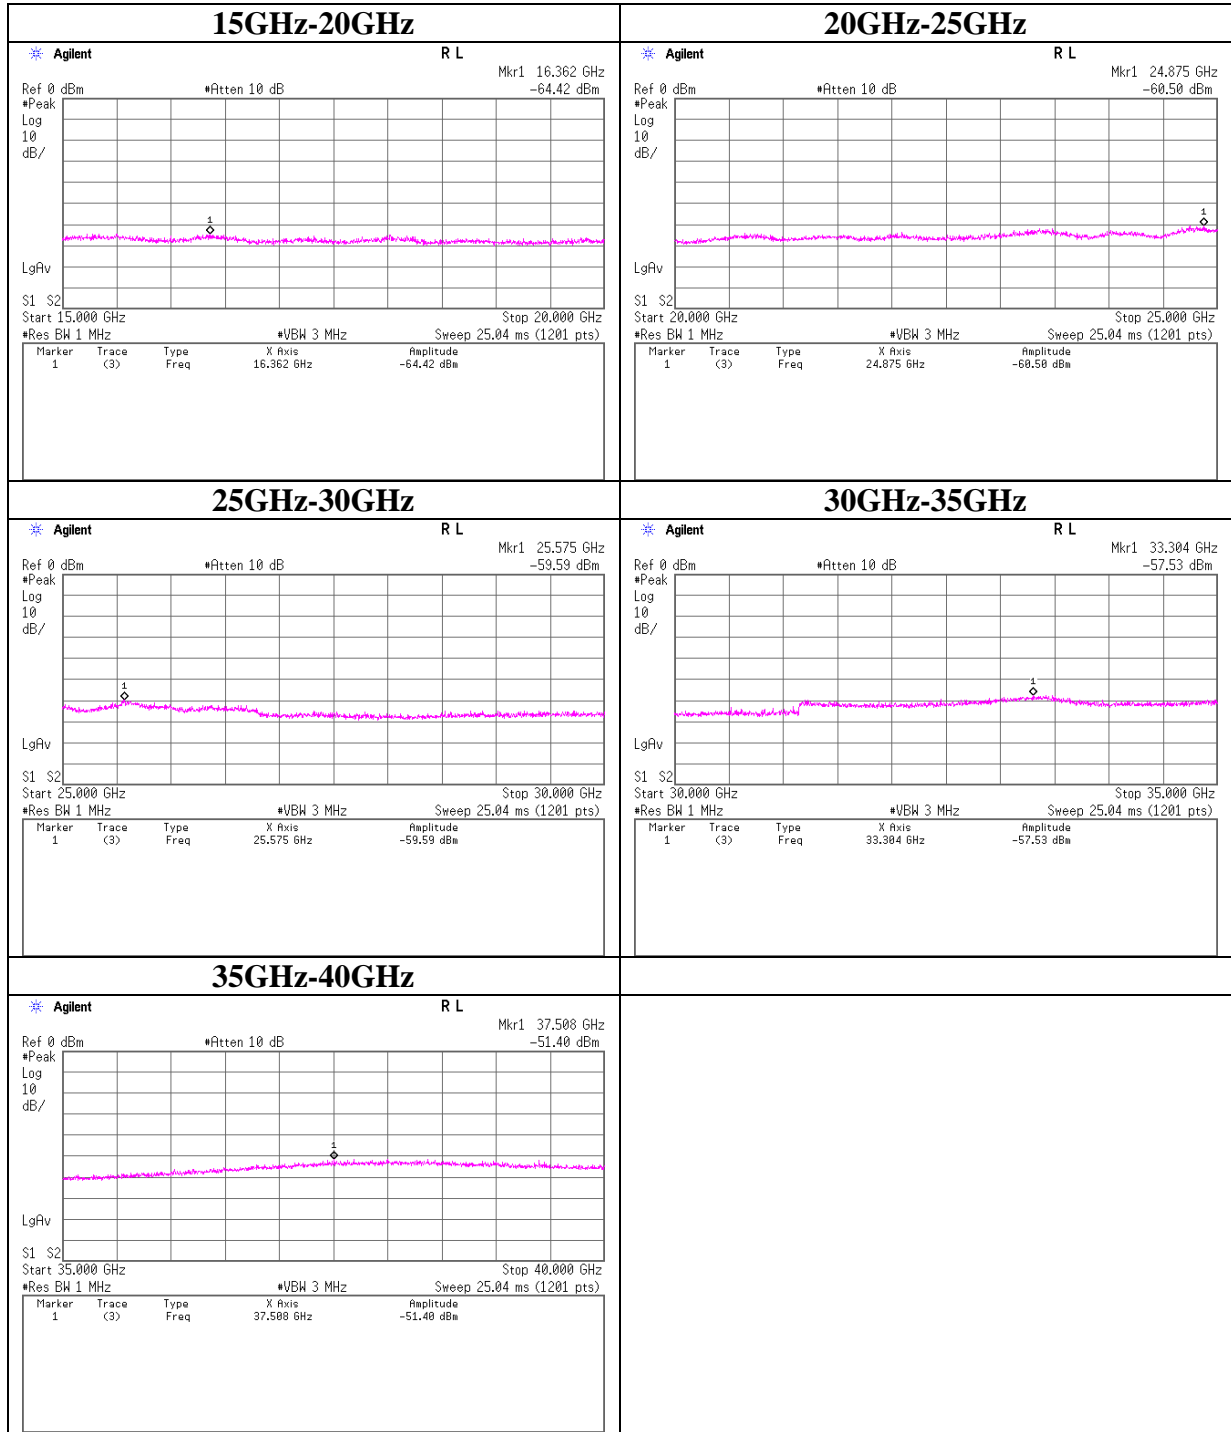 15GHz-20GHz
Agilent R L
Mkr1 16.362 GHz
Ref 0 dBm #Atten 10 dB -64.42 dBm
#Peak
Log
10
dB/
1
LgAv
S1 S2
Start 15.000 GHz Stop 20.000 GHz
#Res BW 1 MHz #VBW 3 MHz Sweep 25.04 ms (1201 pts)
Marker Trace Type X Axis Amplitude
1 (3) Freq 16.362 GHz -64.42 dBm
20GHz-25GHz
Agilent R L
Mkr1 24.875 GHz
Ref 0 dBm #Atten 10 dB -60.50 dBm
#Peak
Log
10
dB/
1
LgAv
S1 S2
Start 20.000 GHz Stop 25.000 GHz
#Res BW 1 MHz #VBW 3 MHz Sweep 25.04 ms (1201 pts)
Marker Trace Type X Axis Amplitude
1 (3) Freq 24.875 GHz -60.50 dBm
25GHz-30GHz
Agilent R L
Mkr1 25.575 GHz
Ref 0 dBm #Atten 10 dB -59.59 dBm
#Peak
Log
10
dB/
1
LgAv
S1 S2
Start 25.000 GHz Stop 30.000 GHz
#Res BW 1 MHz #VBW 3 MHz Sweep 25.04 ms (1201 pts)
Marker Trace Type X Axis Amplitude
1 (3) Freq 25.575 GHz -59.59 dBm
30GHz-35GHz
Agilent R L
Mkr1 33.304 GHz
Ref 0 dBm #Atten 10 dB -57.53 dBm
#Peak
Log
10
dB/
1
LgAv
S1 S2
Start 30.000 GHz Stop 35.000 GHz
#Res BW 1 MHz #VBW 3 MHz Sweep 25.04 ms (1201 pts)
Marker Trace Type X Axis Amplitude
1 (3) Freq 33.304 GHz -57.53 dBm
35GHz-40GHz
Agilent R L
Mkr1 37.508 GHz
Ref 0 dBm #Atten 10 dB -51.40 dBm
#Peak
Log
10
dB/
1
LgAv
S1 S2
Start 35.000 GHz Stop 40.000 GHz
#Res BW 1 MHz #VBW 3 MHz Sweep 25.04 ms (1201 pts)
Marker Trace Type X Axis Amplitude
1 (3) Freq 37.508 GHz -51.40 dBm